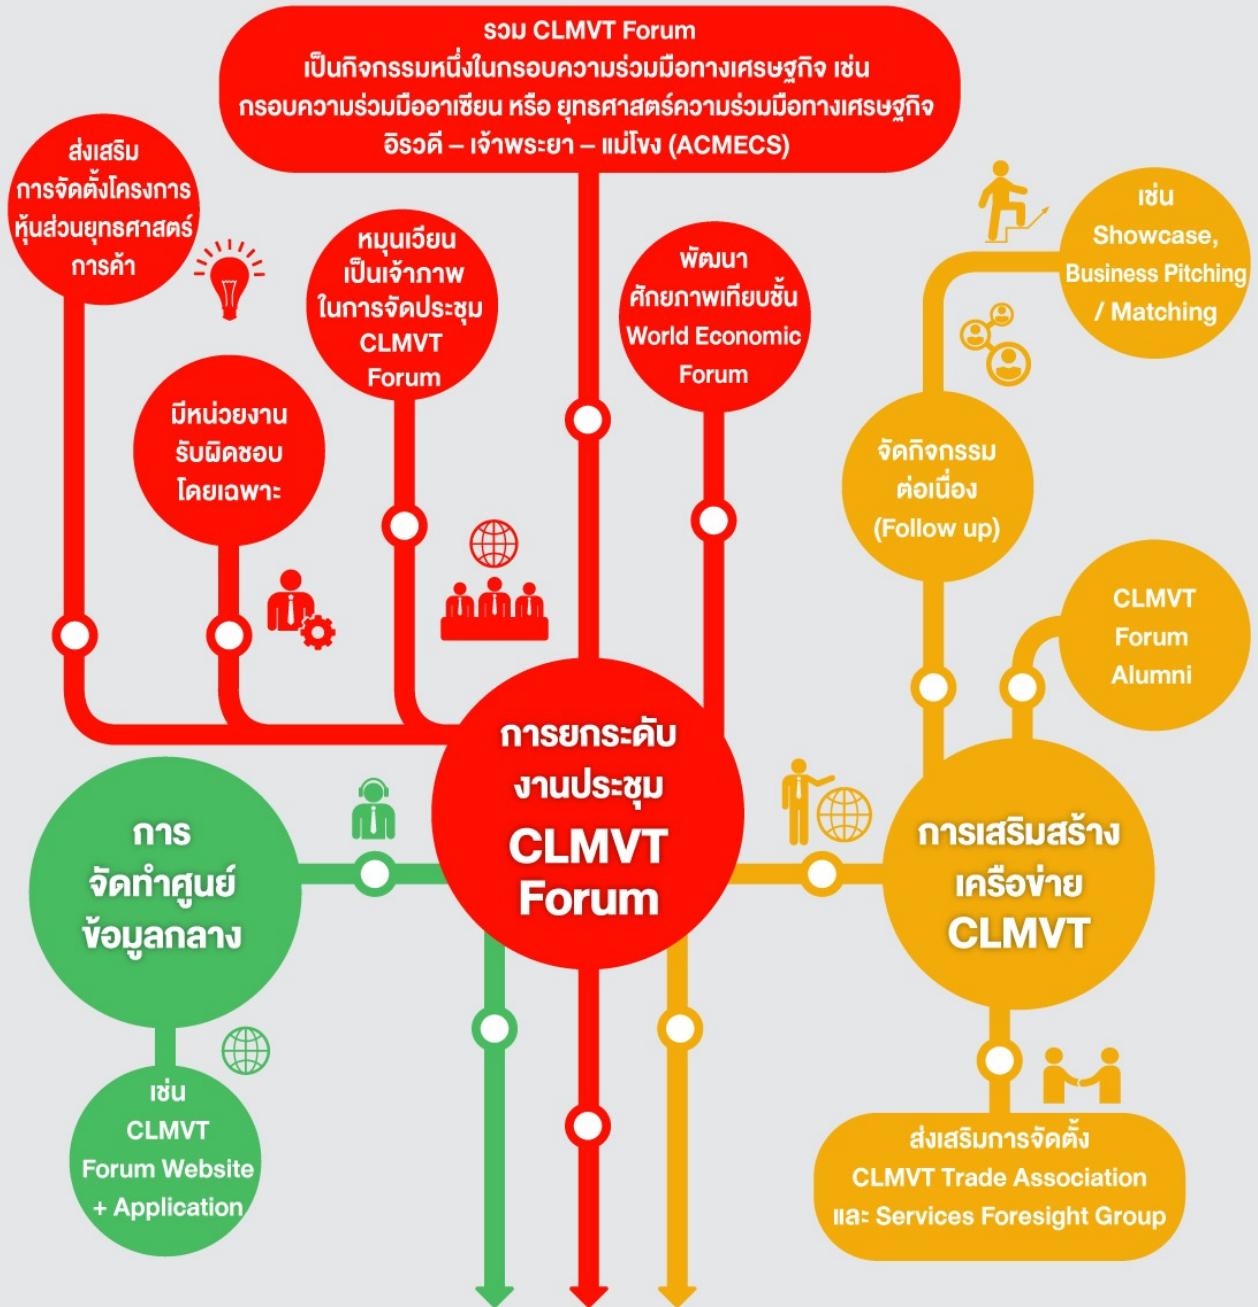 รวม CLMVT Forum
เป็นกิจกรรมหนึ่งในกรอบความร่วมมือทางเศรษฐกิจ เช่น
กรอบความร่วมมืออาเซียน หรือ ยุทธศาสตร์ความร่วมมือทางเศรษฐกิจ
อิรวดี – เจ้าพระยา – แม่โขง (ACMECS)
ส่งเสริม
การจัดตั้งโครงการ
หุ้นส่วนยุทธศาสตร์
การค้า
มีหน่วยงาน
รับผิดชอบ
โดยเฉพาะ
หมุนเวียน
เป็นเจ้าภาพ
ในการจัดประชุม
CLMVT
Forum
พัฒนา
ศักยภาพเทียบชั้น
World Economic
Forum
เช่น
Showcase,
Business Pitching
/ Matching
จัดกิจกรรม
ต่อเนื่อง
(Follow up)
CLMVT
Forum
Alumni
การยกระดับ
งานประชุม
CLMVT
Forum
การ
จัดทำศูนย์
ข้อมูลกลาง
การเสริมสร้าง
เครือข่าย
CLMVT
เช่น
CLMVT
Forum Website
+ Application
ส่งเสริมการจัดตั้ง
CLMVT Trade Association
และ Services Foresight Group